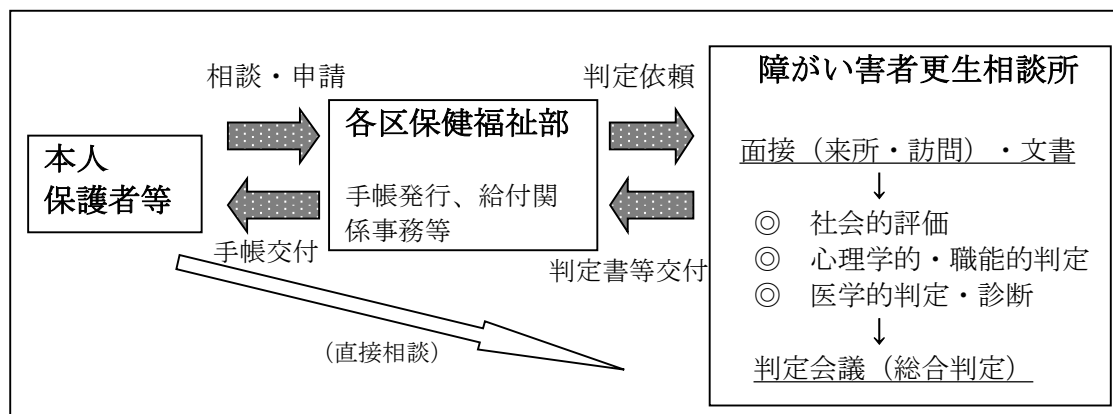 相談・申請
判定依頼
本人
保護者等
各区保健福祉部
手帳発行、給付関
係事務等
手帳交付
判定書等交付
(直接相談)
障がい害者更生相談所
面接(来所・訪問)・文書
↓
◎ 社会的評価
◎ 心理学的・職能的判定
◎ 医学的判定・診断
↓
判定会議(総合判定)